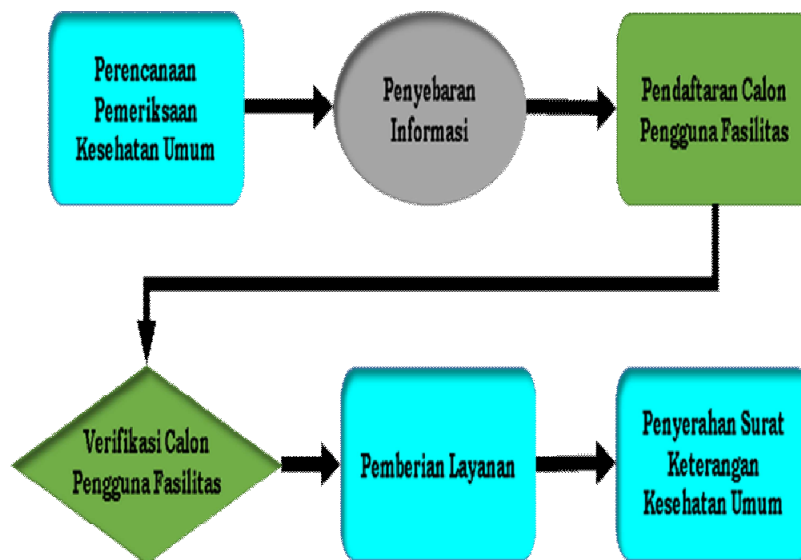 Perencanaan
Pemeriksaan
Kesehatan Umum
Penyebaran
Informasi
Pendaftaran Calon
Pengguna Fasilitas
Verifikasi Calon
Pengguna Fasilitas
Pemberian Layanan
Penyerahan Surat
Keterangan
Kesehatan Umum